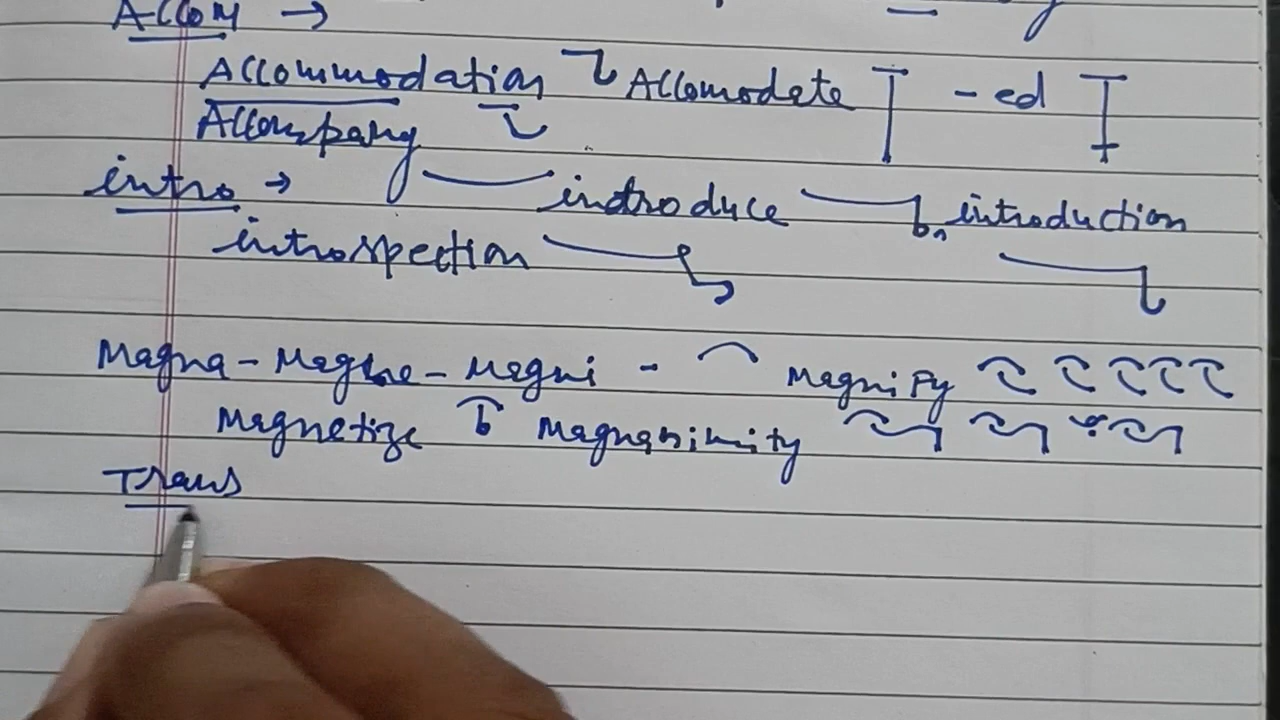 Accom →
Accommodation Accomodate - ed
Accompany
intro → introduce introduction
introspection
Magna - Magne - Magni - Magnify
Magnetize Magnanimity
Trans